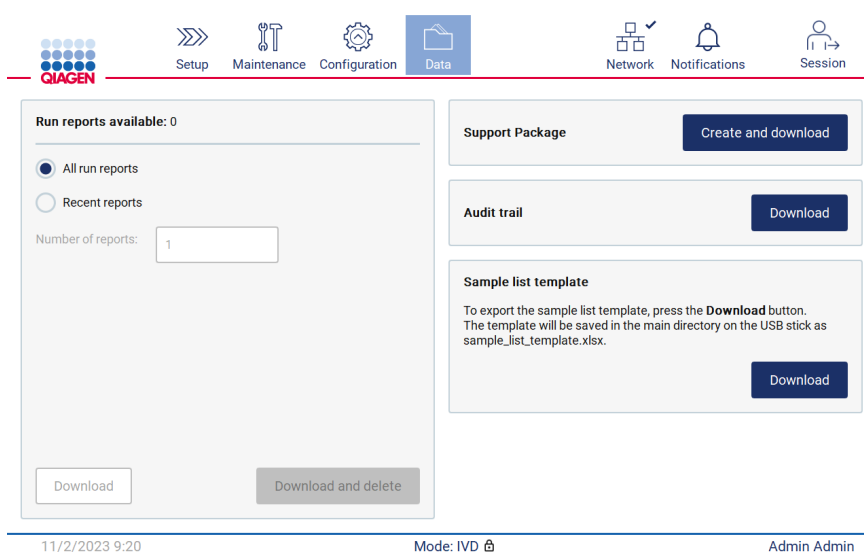 Setup
Maintenance
Configuration
Data
Network
Notifications
Session
QIAGEN
Run reports available: 0
All run reports
Recent reports
Number of reports:
1
Download
Download and delete
Support Package
Create and download
Audit trail
Download
Sample list template
To export the sample list template, press the Download button.
The template will be saved in the main directory on the USB stick as
sample_list_template.xlsx.
Download
11/2/2023 9:20
Mode: IVD
Admin Admin